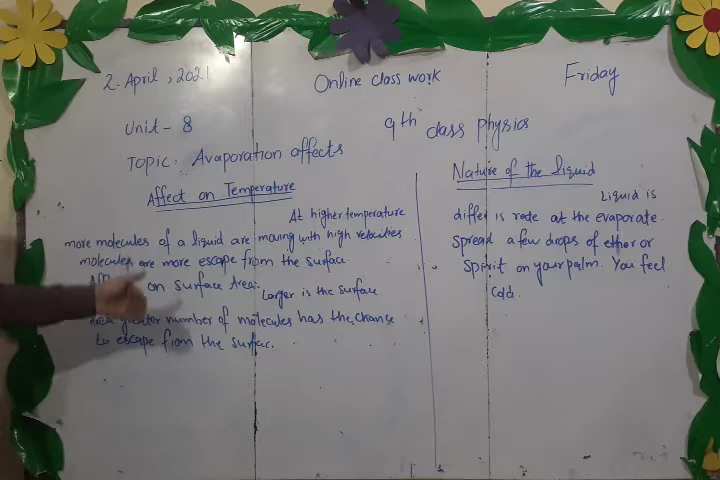 2. April, 2021
Online class work
Friday
Unit - 8
9th class physics
Topic. Avaporation affects
Affect on Temperature
At higher temperature
more molecules of a liquid are moving with high velocities
molecules are more escape from the surface.
on surface Area.
Larger is the surface
Area greater number of molecules has the change
to escape from the surfac.
Nature of the liquid
Liquid is
differ is rate at the evaporate.
spread a few drops of ether or
spirit on your palm. You feel
cold.